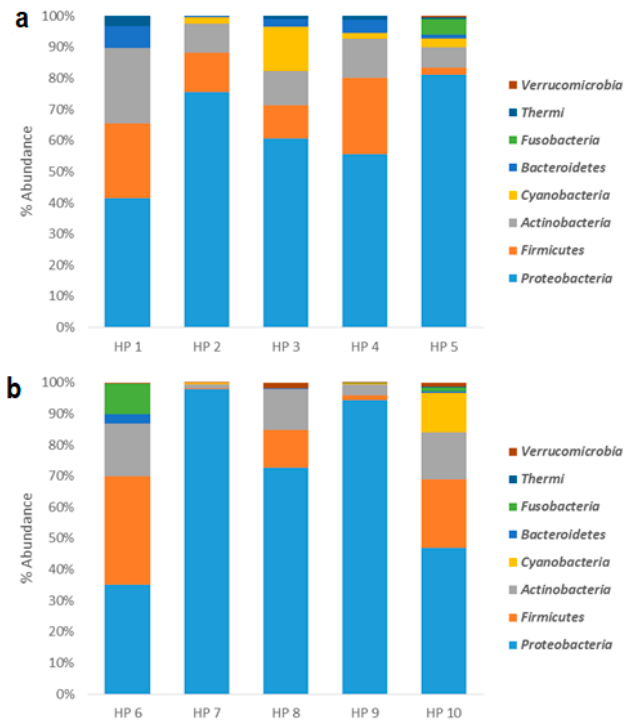 a
100%
90%
80%
70%
60%
50%
40%
30%
20%
10%
0%
% Abundance
HP 1 HP 2 HP 3 HP 4 HP 5
Verrucomicrobia
Thermi
Fusobacteria
Bacteroidetes
Cyanobacteria
Actinobacteria
Firmicutes
Proteobacteria
b
100%
90%
80%
70%
60%
50%
40%
30%
20%
10%
0%
% Abundance
HP 6 HP 7 HP 8 HP 9 HP 10
Verrucomicrobia
Thermi
Fusobacteria
Bacteroidetes
Cyanobacteria
Actinobacteria
Firmicutes
Proteobacteria